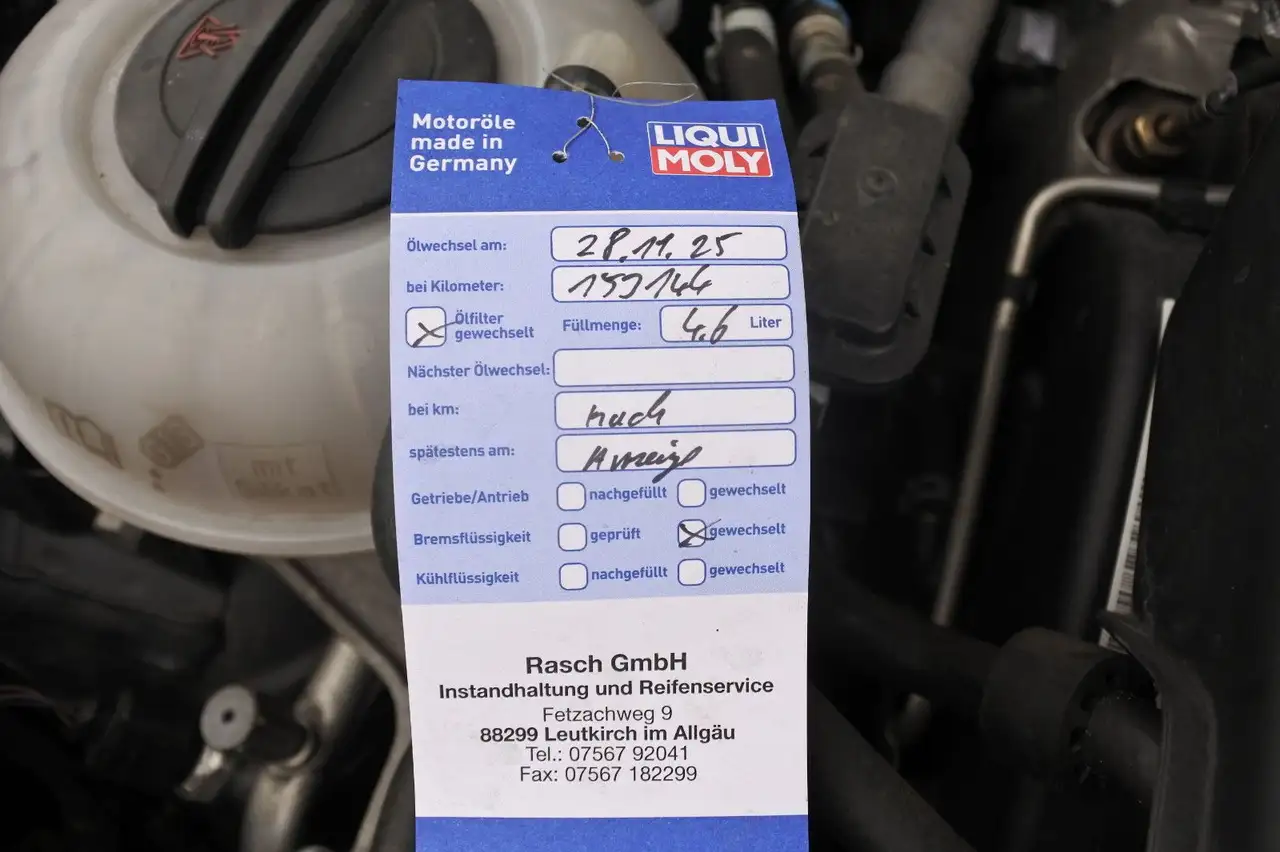 Motoröle
made in
Germany
LIQUI
MOLY
Ölwechsel am: 28.11.25
bei Kilometer:
Ölfilter
gewechselt
Füllmenge: 4.6 Liter
Nächster Ölwechsel:
bei km: nach
spätestens am: Anzeige
Getriebe/Antrieb nachgefüllt gewechselt
Bremsflüssigkeit geprüft gewechselt
Kühlflüssigkeit nachgefüllt gewechselt
Rasch GmbH
Instandhaltung und Reifenservice
Fetzachweg 9
88299 Leutkirch im Allgäu
Tel.: 07567 92041
Fax: 07567 182299